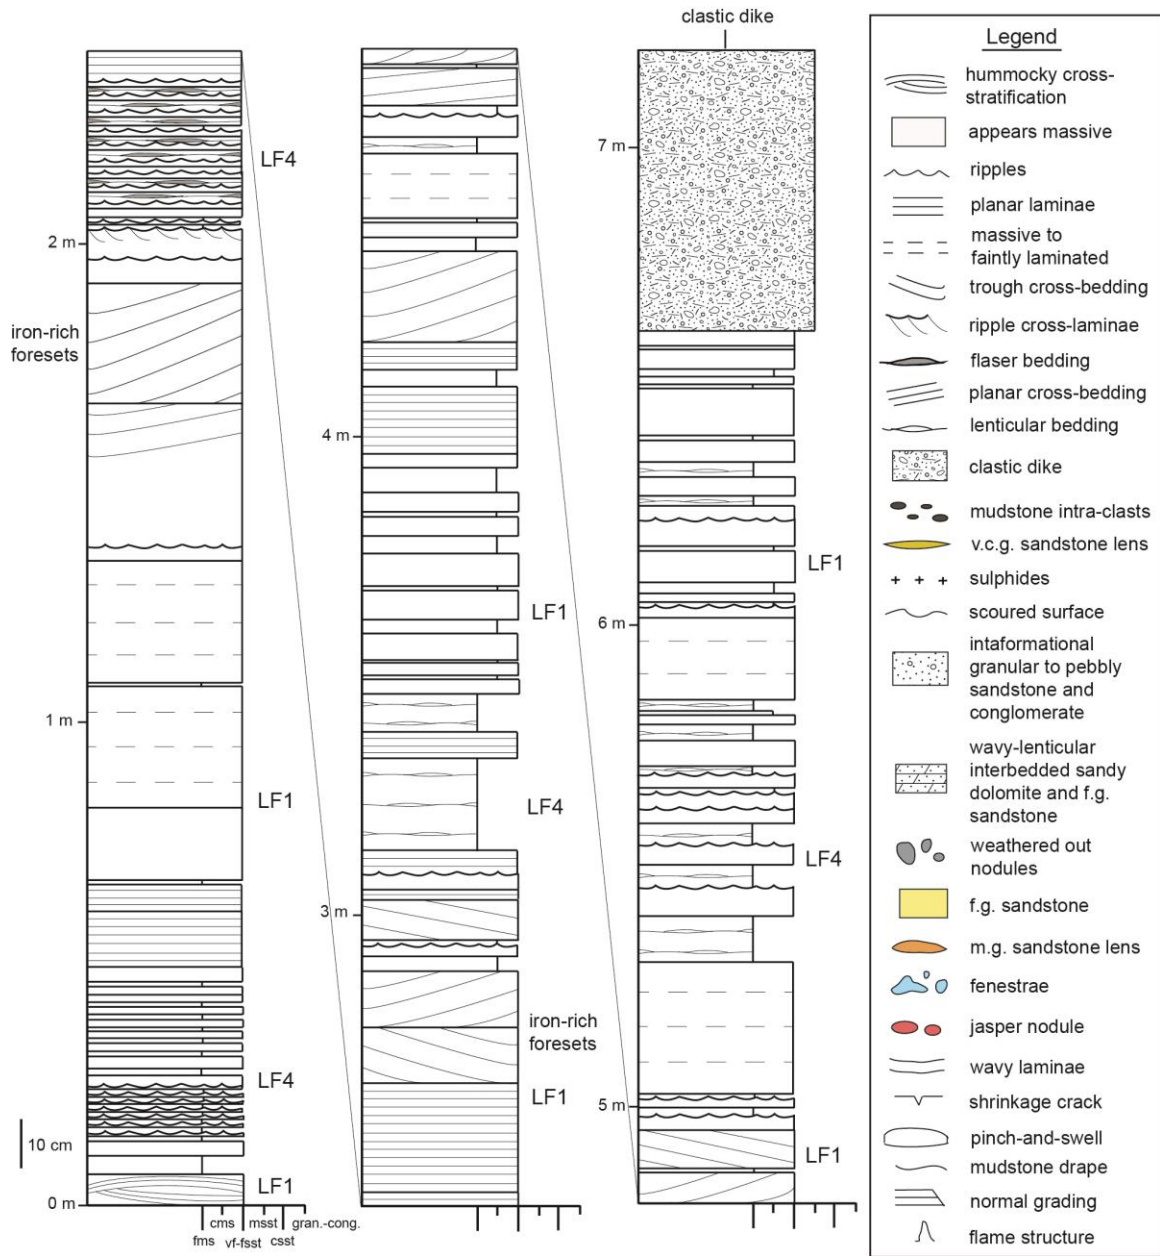 clastic dike
LF4
2 m
iron-rich
foresets
1 m
LF1
LF4
10 cm
LF1
0 m
cms
msst
gran.-cong.
fms
vf-fsst
csst
4 m
LF1
LF4
3 m
iron-rich
foresets
LF1
7 m
LF1
6 m
LF4
5 m
LF1
Legend
hummocky cross-
stratification
appears massive
ripples
planar laminae
massive to
faintly laminated
trough cross-bedding
ripple cross-laminae
flaser bedding
planar cross-bedding
lenticular bedding
clastic dike
mudstone intra-clasts
v.c.g. sandstone lens
sulphides
scoured surface
intaformational
granular to pebbly
sandstone and
conglomerate
wavy-lenticular
interbedded sandy
dolomite and f.g.
sandstone
weathered out
nodules
f.g. sandstone
m.g. sandstone lens
fenestrae
jasper nodule
wavy laminae
shrinkage crack
pinch-and-swell
mudstone drape
normal grading
flame structure